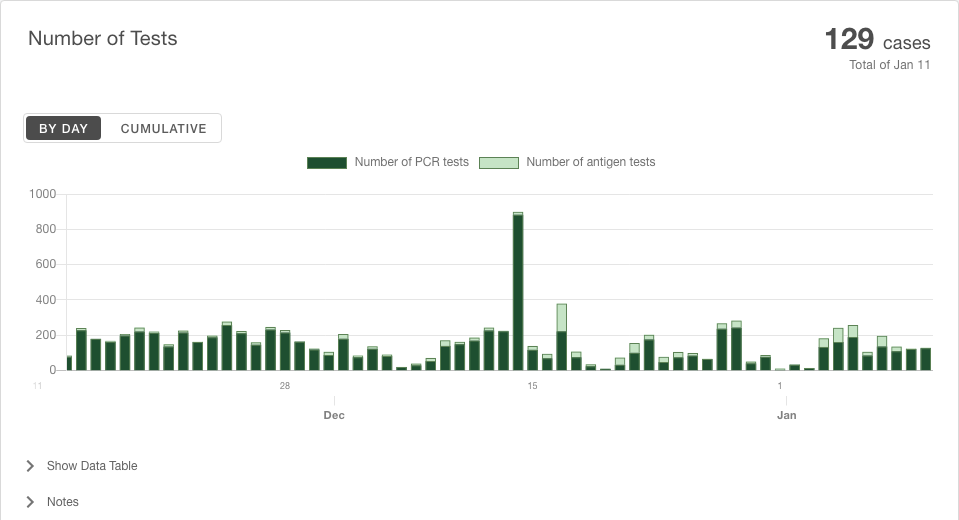 Number of Tests
129 cases
Total of Jan 11
BY DAY CUMULATIVE
Number of PCR tests Number of antigen tests
1000
800
600
400
200
0
11 28 15 1
Dec Jan
Show Data Table
Notes